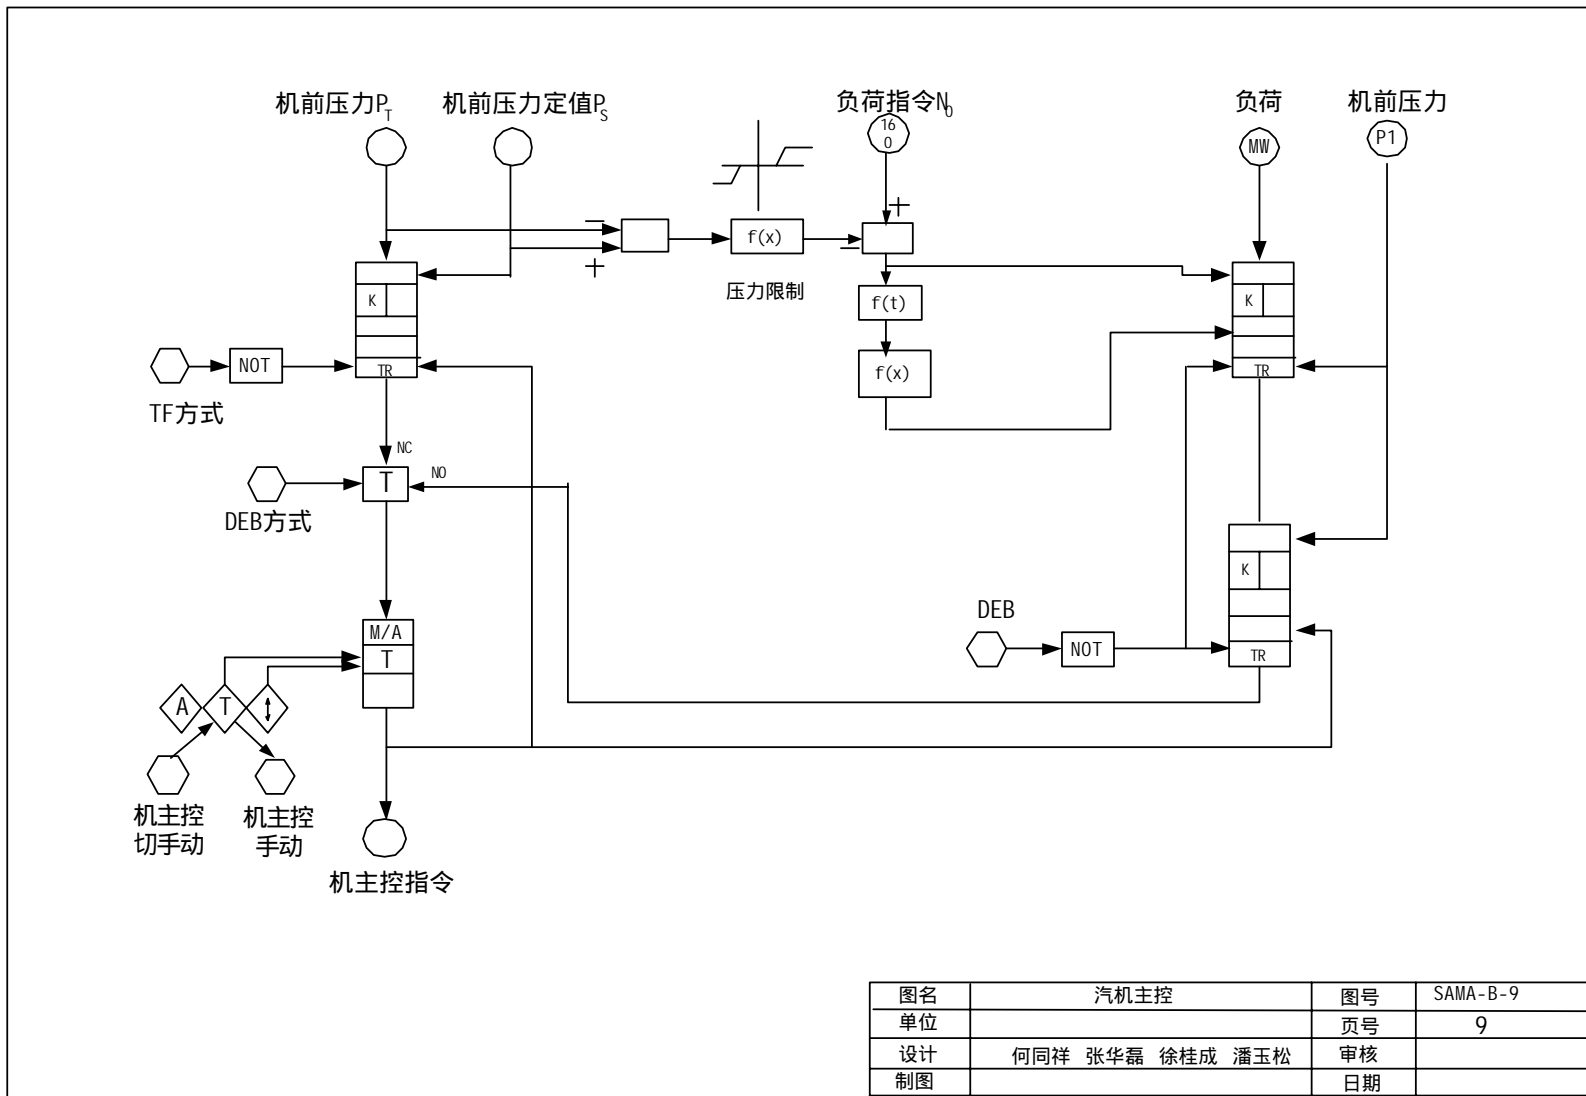 机前压力PT 机前压力定值PS 负荷指令N0 负荷 机前压力
16
0
MW
P1
− + f(x) + −
压力限制
K
f(t)
K
f(x)
NOT
TR
TR
TF方式
NC
NO
T
DEB方式
K
DEB
M/A
NOT
T
TR
A T
机主控
切手动
机主控
手动
机主控指令
图名 汽机主控 图号 SAMA-B-9
单位 页号 9
设计 何同祥 张华磊 徐桂成 潘玉松 审核
制图 日期